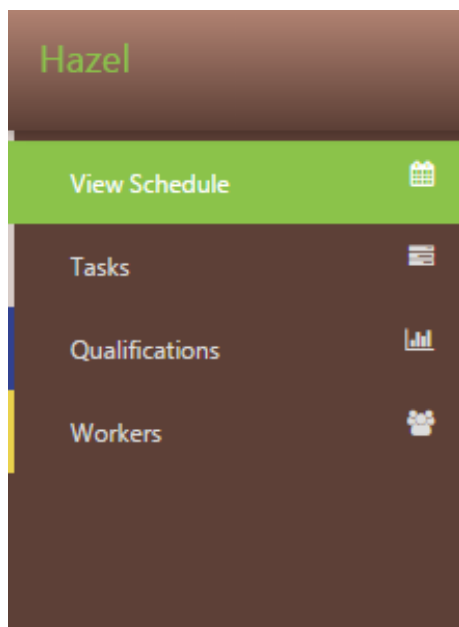 Hazel
View Schedule
Tasks
Qualifications
Workers